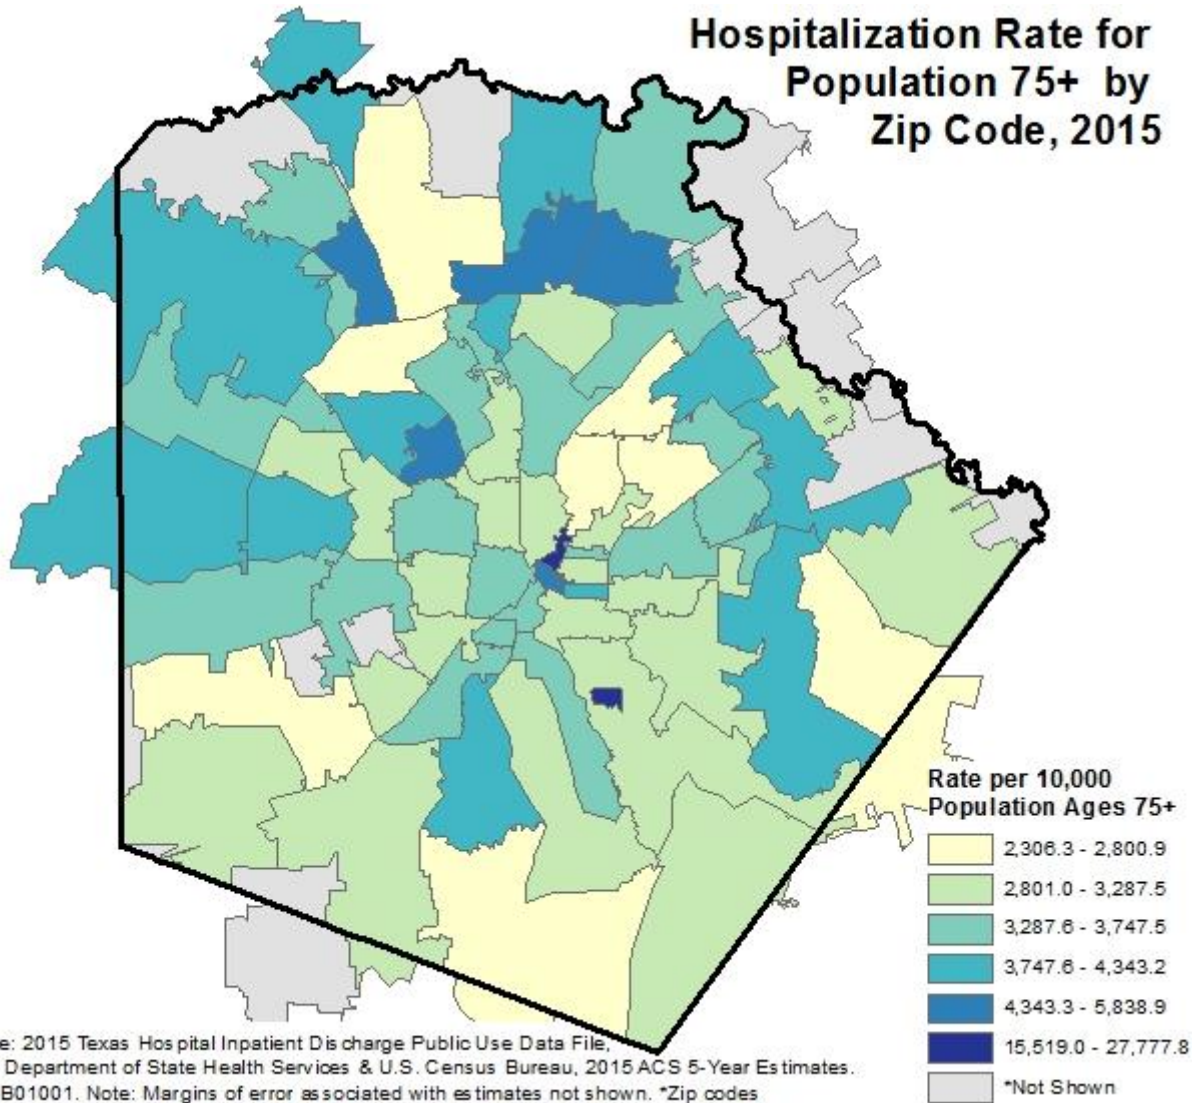 Hospitalization Rate for
Population 75+ by
Zip Code, 2015
Rate per 10,000
Population Ages 75+
2,306.3 - 2,800.9
2,801.0 - 3,287.5
3,287.6 - 3,747.5
3,747.6 - 4,343.2
4,343.3 - 5,838.9
15,519.0 - 27,777.8
*Not Shown
e: 2015 Texas Hospital Inpatient Discharge Public Use Data File,
Department of State Health Services & U.S. Census Bureau, 2015 ACS 5-Year Estimates.
B01001. Note: Margins of error associated with estimates not shown. *Zip codes